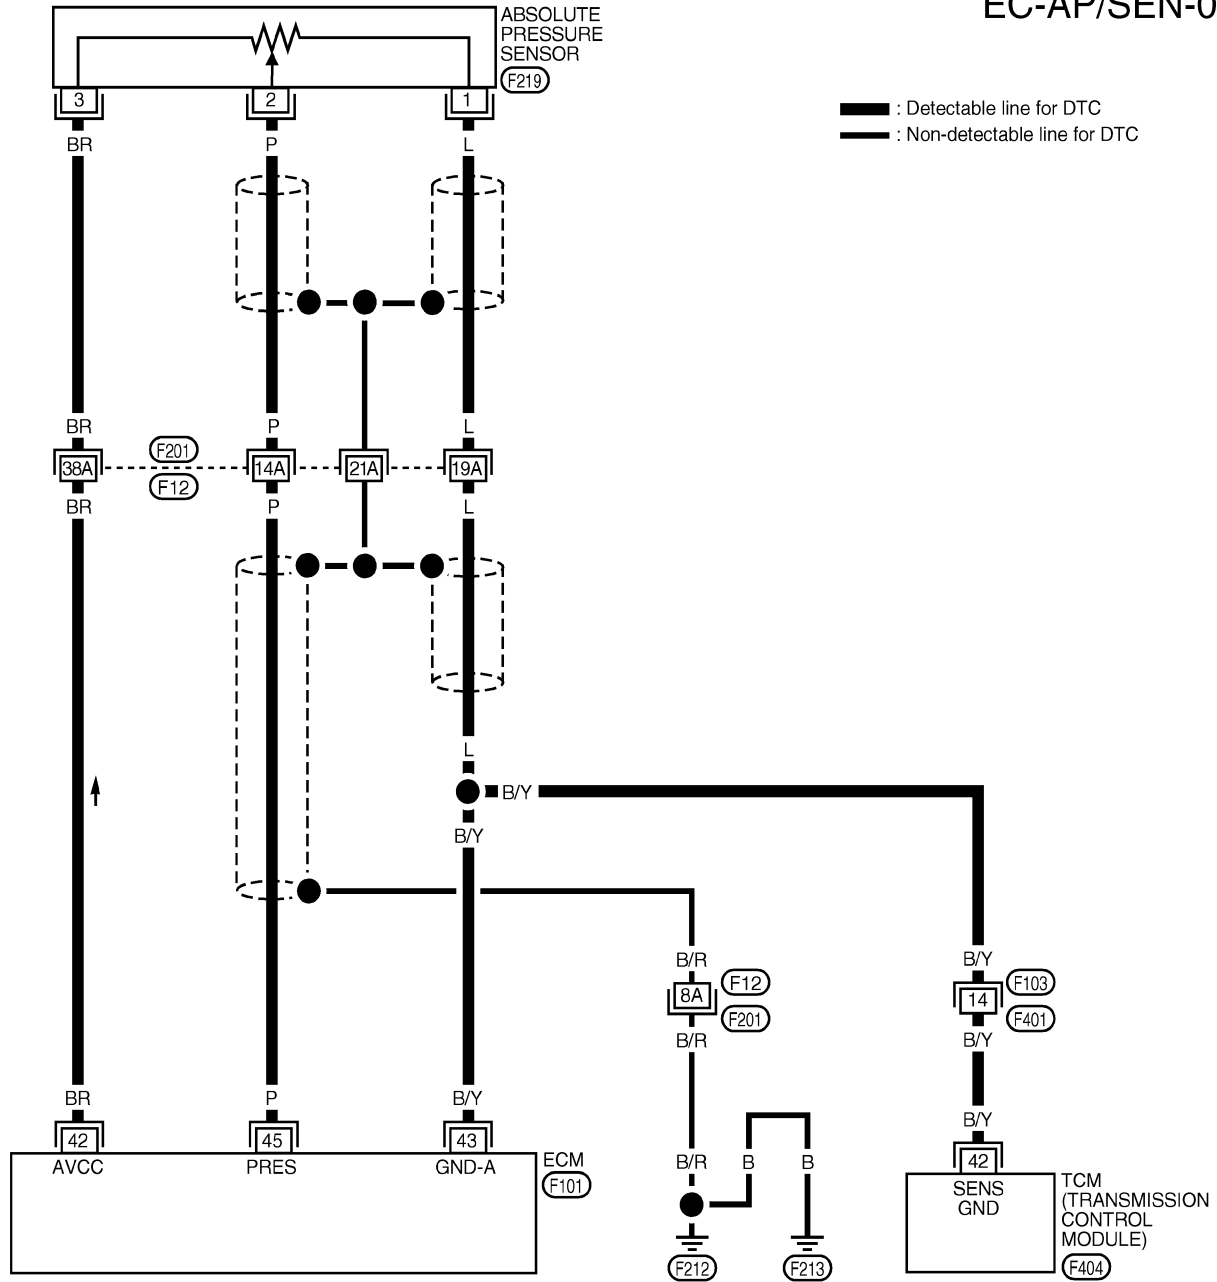 EC-AP/SEN-0
ABSOLUTE
PRESSURE
SENSOR
F219
3 2 1
BR P L
: Detectable line for DTC
: Non-detectable line for DTC
BR P L
F201
38A 14A 21A 19A
F12
BR P L
L
B/Y
B/Y
B/R B/Y
8A F12 14 F103
F201 F401
B/R B/Y
BR P B/Y B/Y
42 45 43
AVCC PRES GND-A
ECM
F101
B/R B B
42
SENS
GND
TCM
(TRANSMISSION
CONTROL
MODULE)
F404
F212 F213